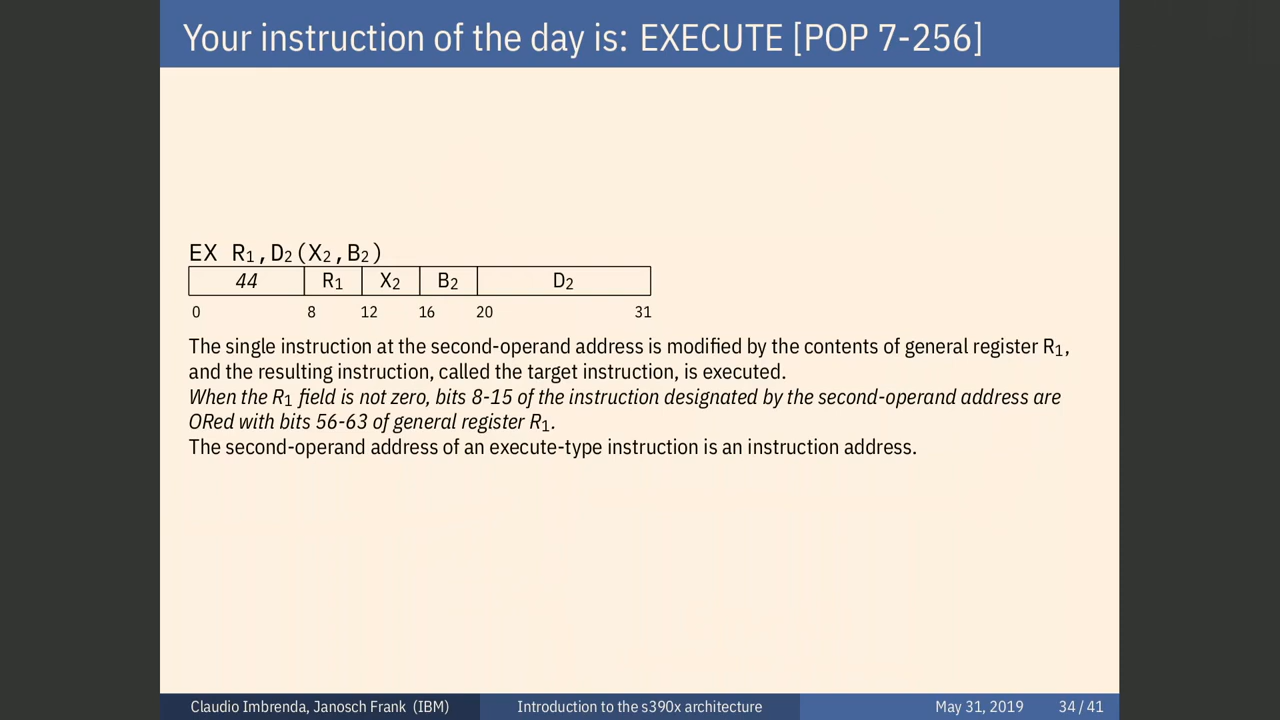 Your instruction of the day is: EXECUTE [POP 7-256]
EX R1,D2(X2,B2)
44 R1 X2 B2 D2
0 8 12 16 20 31
The single instruction at the second-operand address is modified by the contents of general register R1,
and the resulting instruction, called the target instruction, is executed.
When the R1 field is not zero, bits 8-15 of the instruction designated by the second-operand address are
ORed with bits 56-63 of general register R1.
The second-operand address of an execute-type instruction is an instruction address.
Claudio Imbrenda, Janosch Frank (IBM) Introduction to the s390x architecture May 31, 2019 34 / 41